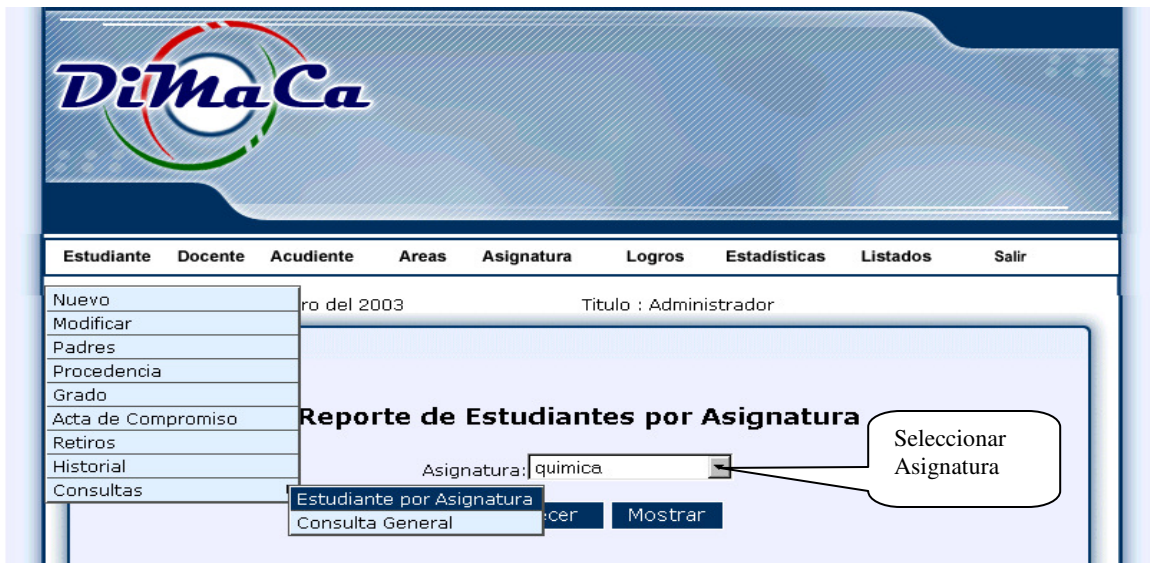 DiMaCa
Estudiante Docente Acudiente Areas Asignatura Logros Estadísticas Listados Salir
Nuevo
Modificar
Padres
Procedencia
Grado
Acta de Compromiso
Retiros
Historial
Consultas
Estudiante por Asignatura
Consulta General
ro del 2003 Titulo : Administrador
Reporte de Estudiantes por Asignatura
Asignatura: quimica
cer Mostrar
Seleccionar
Asignatura